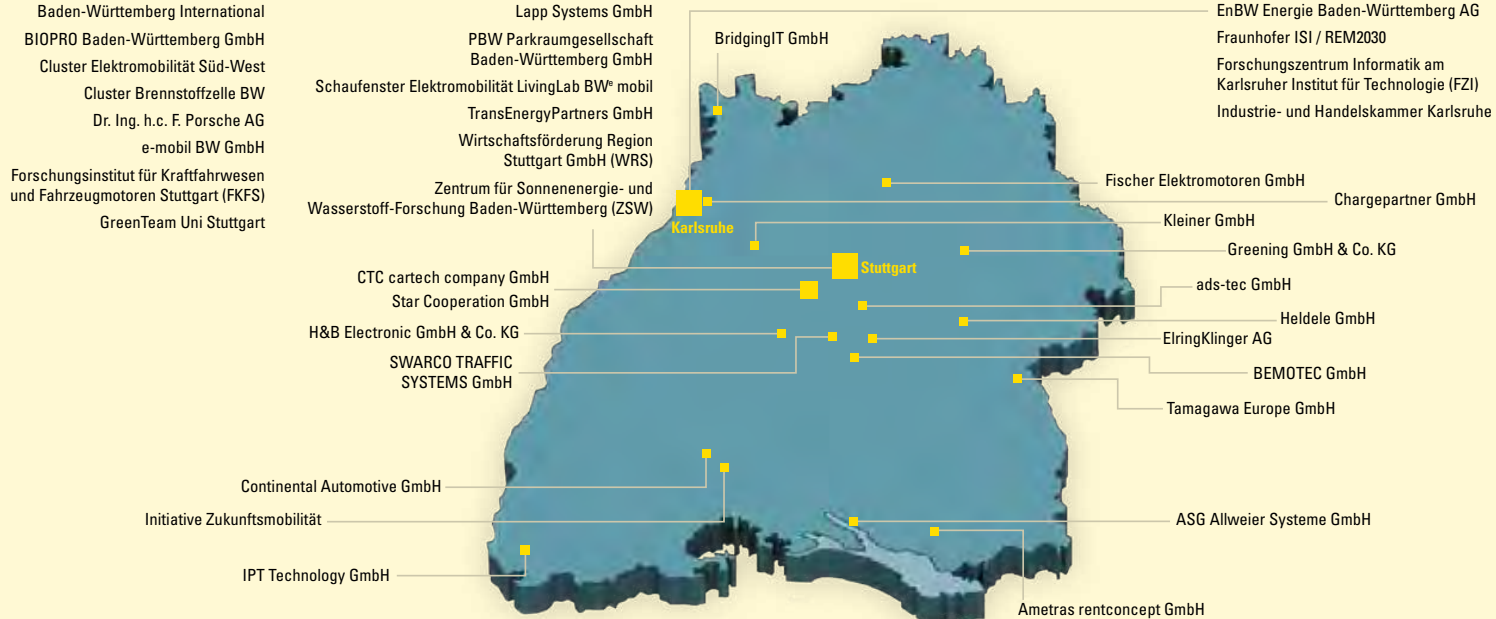 Baden-Württemberg International
BIOPRO Baden-Württemberg GmbH
Cluster Elektromobilität Süd-West
Cluster Brennstoffzelle BW
Dr. Ing. h.c. F. Porsche AG
e-mobil BW GmbH
Forschungsinstitut für Kraftfahrwesen
und Fahrzeugmotoren Stuttgart (FKFS)
GreenTeam Uni Stuttgart
Lapp Systems GmbH
PBW Parkraumgesellschaft
Baden-Württemberg GmbH
Schaufenster Elektromobilität LivingLab BWᵉ mobil
TransEnergyPartners GmbH
Wirtschaftsförderung Region
Stuttgart GmbH (WRS)
Zentrum für Sonnenenergie- und
Wasserstoff-Forschung Baden-Württemberg (ZSW)
CTC cartech company GmbH
Star Cooperation GmbH
H&B Electronic GmbH & Co. KG
SWARCO TRAFFIC
SYSTEMS GmbH
Continental Automotive GmbH
Initiative Zukunftsmobilität
IPT Technology GmbH
BridgingIT GmbH
Karlsruhe
Stuttgart
EnBW Energie Baden-Württemberg AG
Fraunhofer ISI / REM2030
Forschungszentrum Informatik am
Karlsruher Institut für Technologie (FZI)
Industrie- und Handelskammer Karlsruhe
Fischer Elektromotoren GmbH
Chargepartner GmbH
Kleiner GmbH
Greening GmbH & Co. KG
ads-tec GmbH
Heldele GmbH
ElringKlinger AG
BEMOTEC GmbH
Tamagawa Europe GmbH
ASG Allweier Systeme GmbH
Ametras rentconcept GmbH